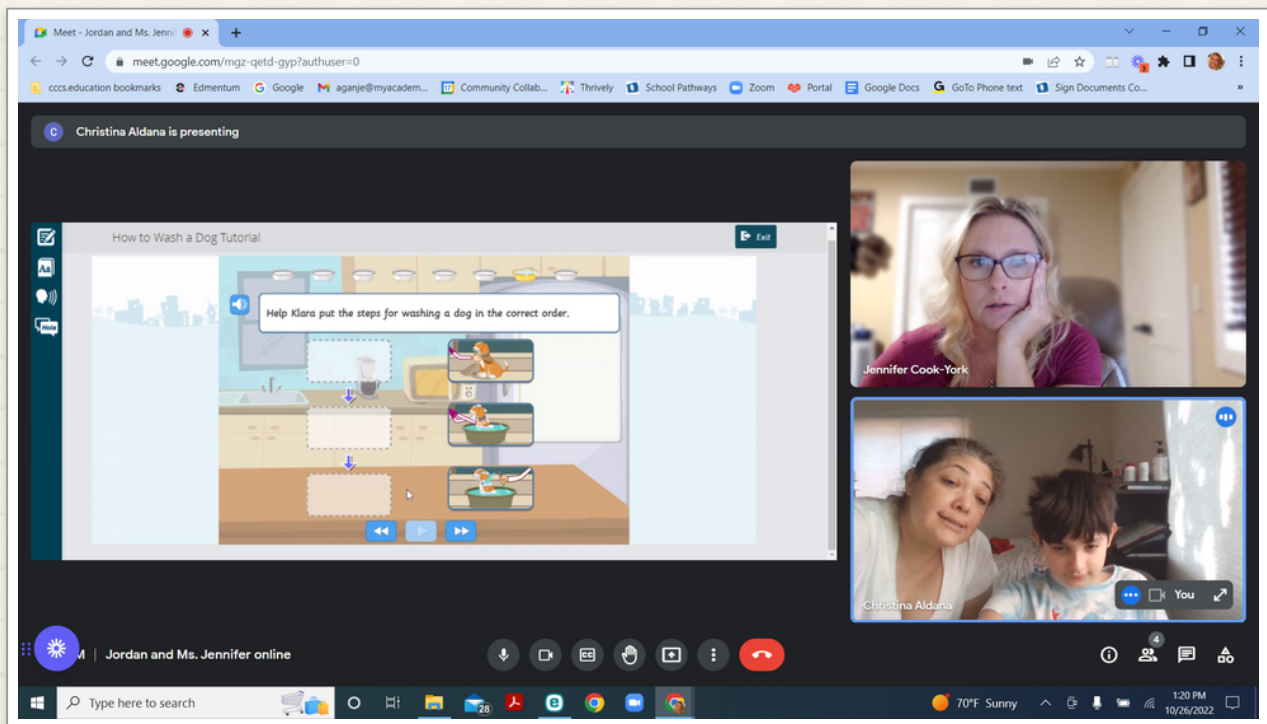 Meet - Jordan and Ms. Jenni
meet.google.com/mgz-qetd-gyp?authuser=0
cccs.education bookmarks Edmentum Google aganje@myacadem... Community Collab... Thrively School Pathways Zoom Portal Google Docs GoTo Phone text Sign Documents Co... »
C Christina Aldana is presenting
How to Wash a Dog Tutorial
Exit
Aa
Hola
Help Klara put the steps for washing a dog in the correct order.
Jennifer Cook-York
Christina Aldana
You
M | Jordan and Ms. Jennifer online
CC
4
Type here to search
28
70°F Sunny
1:20 PM
10/26/2022